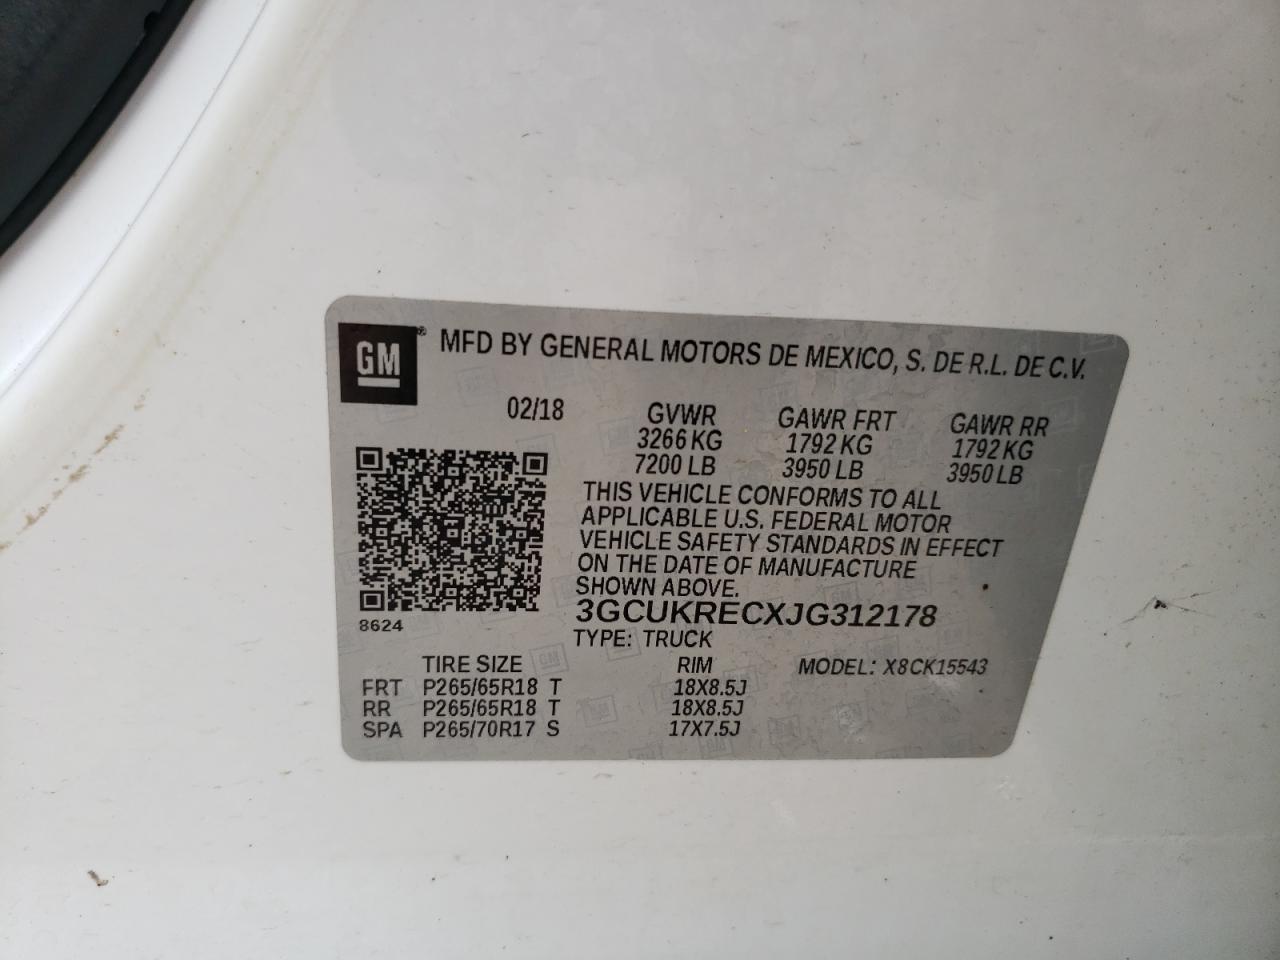 GM ® MFD BY GENERAL MOTORS DE MEXICO, S. DE R.L. DE C.V.
02/18 GVWR GAWR FRT GAWR RR
3266 KG 1792 KG 1792 KG
7200 LB 3950 LB 3950 LB
THIS VEHICLE CONFORMS TO ALL
APPLICABLE U.S. FEDERAL MOTOR
VEHICLE SAFETY STANDARDS IN EFFECT
ON THE DATE OF MANUFACTURE
SHOWN ABOVE.
8624 3GCUKRECXJG312178
TYPE: TRUCK
TIRE SIZE RIM MODEL: X8CK15543
FRT P265/65R18 T 18X8.5J
RR P265/65R18 T 18X8.5J
SPA P265/70R17 S 17X7.5J